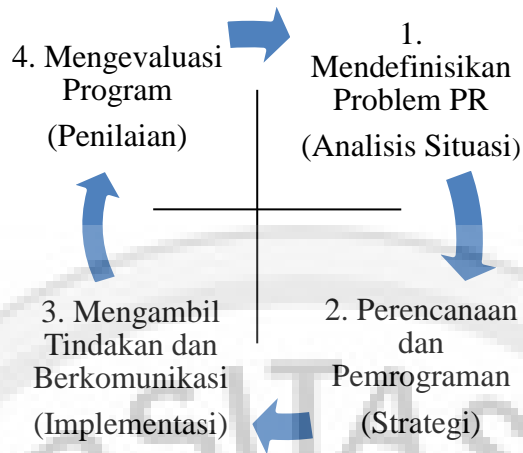 1.
Mendefinisikan
Problem PR
(Analisis Situasi)
2. Perencanaan
dan
Pemrograman
(Strategi)
3. Mengambil
Tindakan dan
Berkomunikasi
(Implementasi)
4. Mengevaluasi
Program
(Penilaian)
SITAS